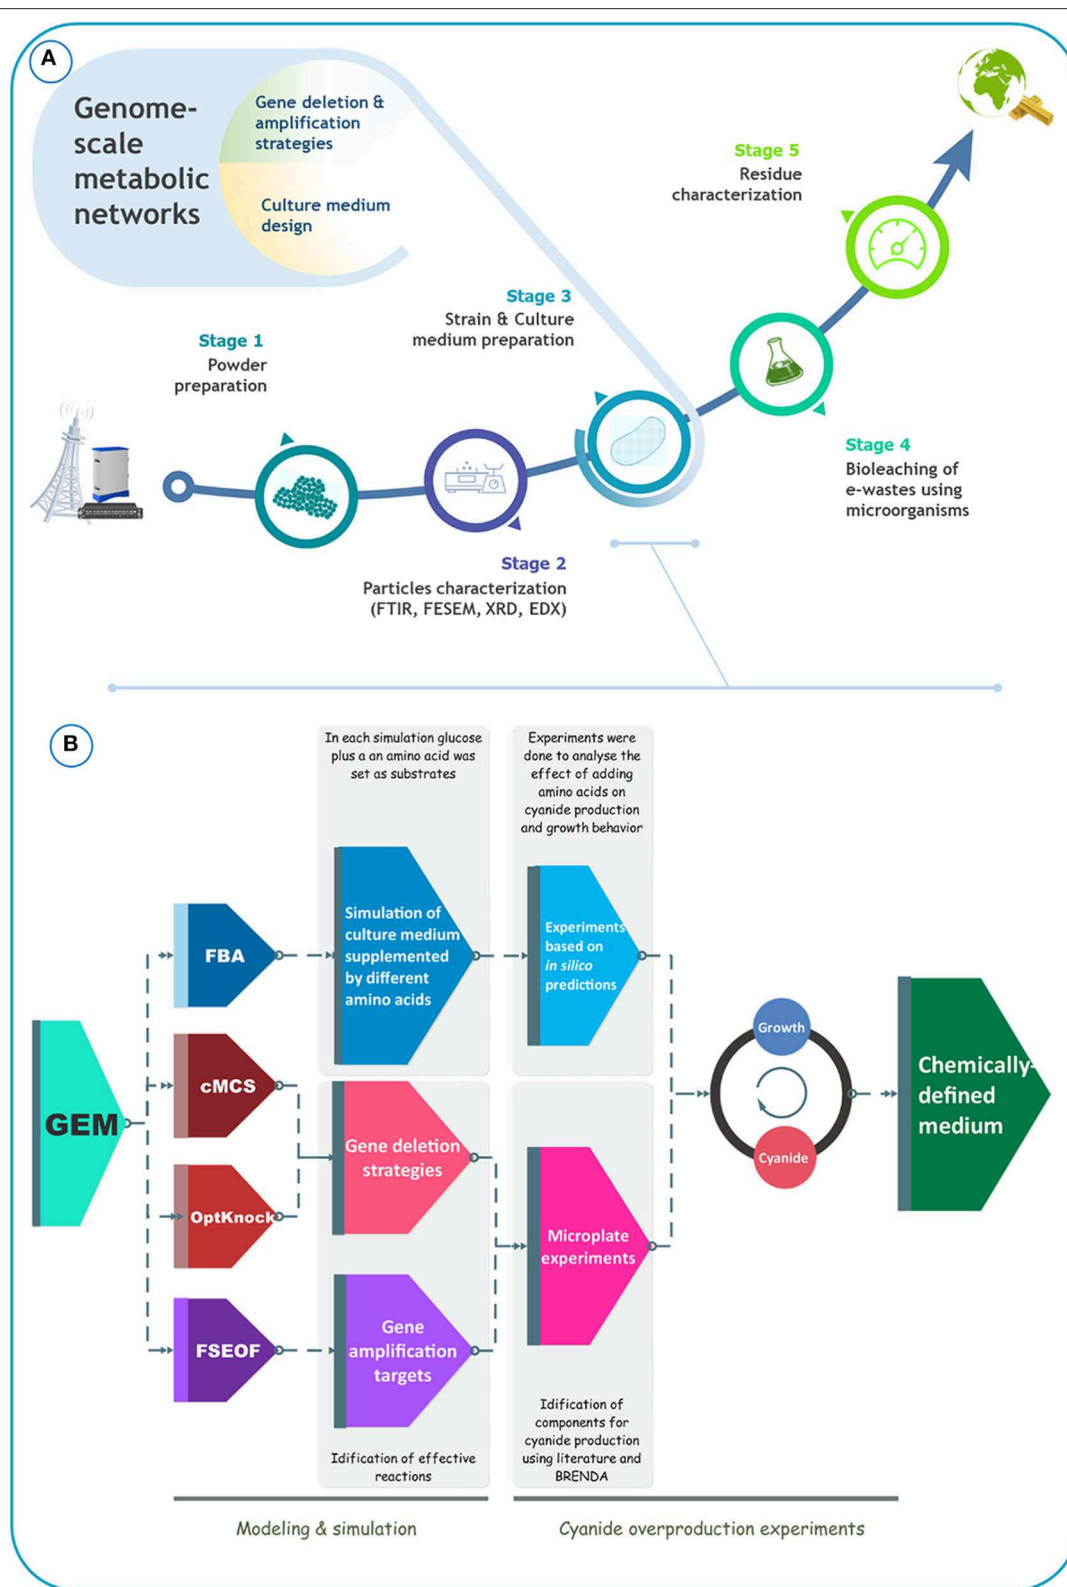 A
Genome-
scale
metabolic
networks
Gene deletion &
amplification
strategies
Culture medium
design
Stage 1
Powder
preparation
Stage 2
Particles characterization
(FTIR, FESEM, XRD, EDX)
Stage 3
Strain & Culture
medium preparation
Stage 4
Bioleaching of
e-wastes using
microorganisms
Stage 5
Residue
characterization
B
In each simulation glucose
plus a an amino acid was
set as substrates
Experiments were
done to analyse the
effect of adding
amino acids on
cyanide production
and growth behavior
GEM
FBA
cMCS
OptKnock
FSEOF
Simulation of
culture medium
supplemented
by different
amino acids
Gene deletion
strategies
Gene
amplification
targets
Idification of effective
reactions
Experiments
based on
in silico
predictions
Microplate
experiments
Idification of
components for
cyanide production
using literature and
BRENDA
Growth
Cyanide
Chemically-
defined
medium
Modeling & simulation
Cyanide overproduction experiments